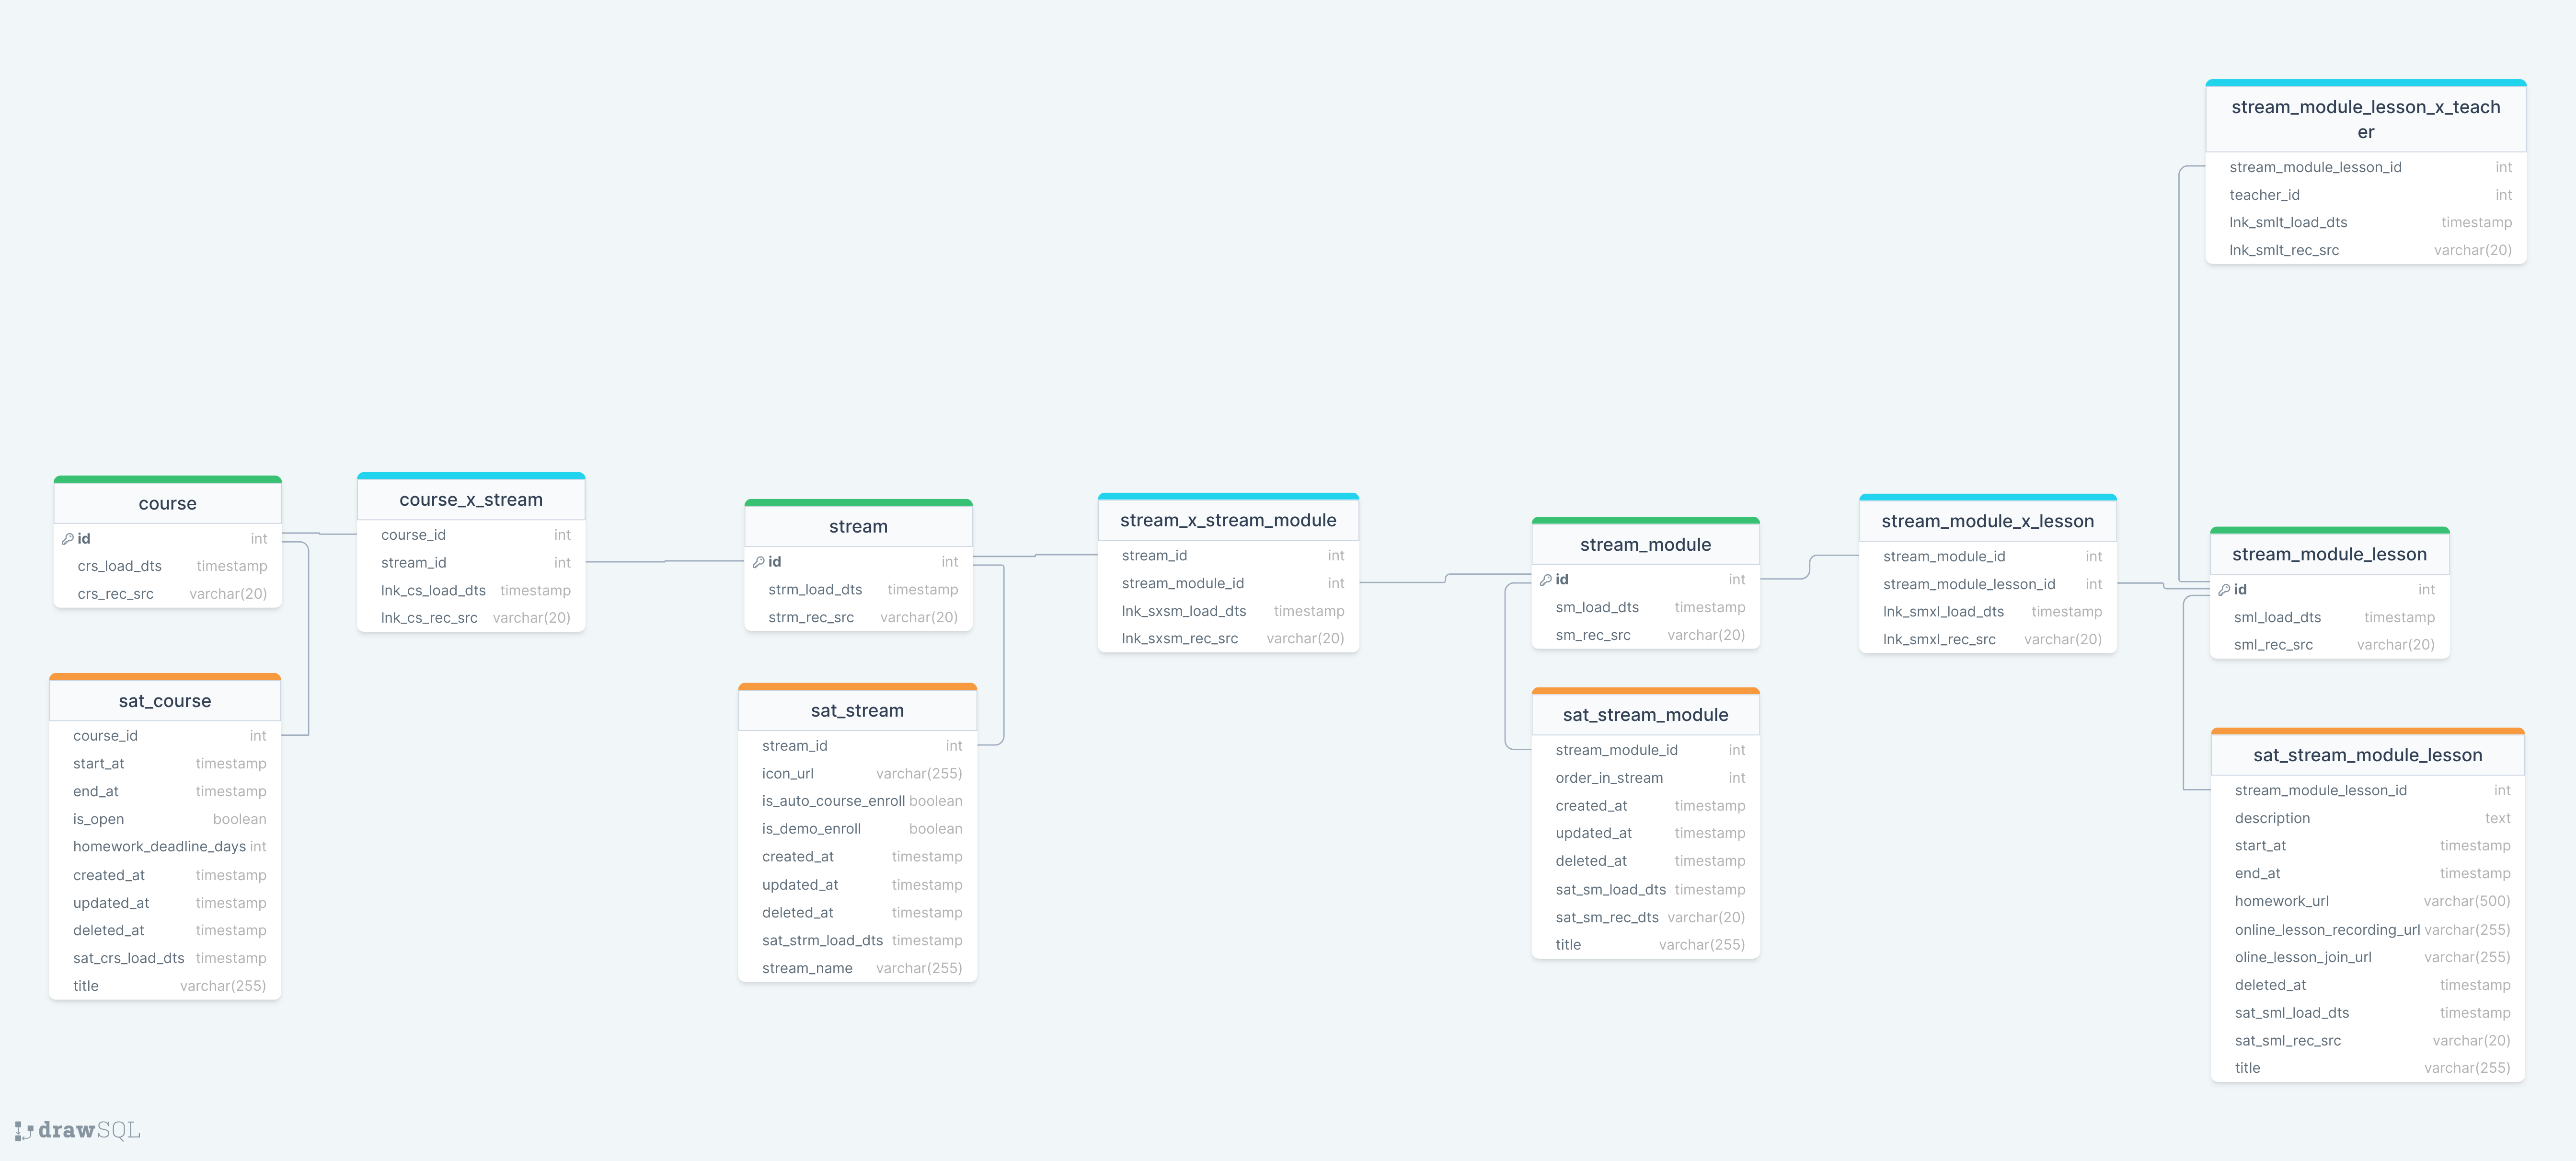 stream_module_lesson_x_teach
er
stream_module_lesson_id int
teacher_id int
lnk_smlt_load_dts timestamp
lnk_smlt_rec_src varchar(20)
course
id int
crs_load_dts timestamp
crs_rec_src varchar(20)
course_x_stream
course_id int
stream_id int
lnk_cs_load_dts timestamp
lnk_cs_rec_src varchar(20)
stream
id int
strm_load_dts timestamp
strm_rec_src varchar(20)
stream_x_stream_module
stream_id int
stream_module_id int
lnk_sxsm_load_dts timestamp
lnk_sxsm_rec_src varchar(20)
stream_module
id int
sm_load_dts timestamp
sm_rec_src varchar(20)
stream_module_x_lesson
stream_module_id int
stream_module_lesson_id int
lnk_smxl_load_dts timestamp
lnk_smxl_rec_src varchar(20)
stream_module_lesson
id int
sml_load_dts timestamp
sml_rec_src varchar(20)
sat_course
course_id int
start_at timestamp
end_at timestamp
is_open boolean
homework_deadline_days int
created_at timestamp
updated_at timestamp
deleted_at timestamp
sat_crs_load_dts timestamp
title varchar(255)
sat_stream
stream_id int
icon_url varchar(255)
is_auto_course_enroll boolean
is_demo_enroll boolean
created_at timestamp
updated_at timestamp
deleted_at timestamp
sat_strm_load_dts timestamp
stream_name varchar(255)
sat_stream_module
stream_module_id int
order_in_stream int
created_at timestamp
updated_at timestamp
deleted_at timestamp
sat_sm_load_dts timestamp
sat_sm_rec_dts varchar(20)
title varchar(255)
sat_stream_module_lesson
stream_module_lesson_id int
description text
start_at timestamp
end_at timestamp
homework_url varchar(500)
online_lesson_recording_url varchar(255)
oline_lesson_join_url varchar(255)
deleted_at timestamp
sat_sml_load_dts timestamp
sat_sml_rec_src varchar(20)
title varchar(255)
drawSQL